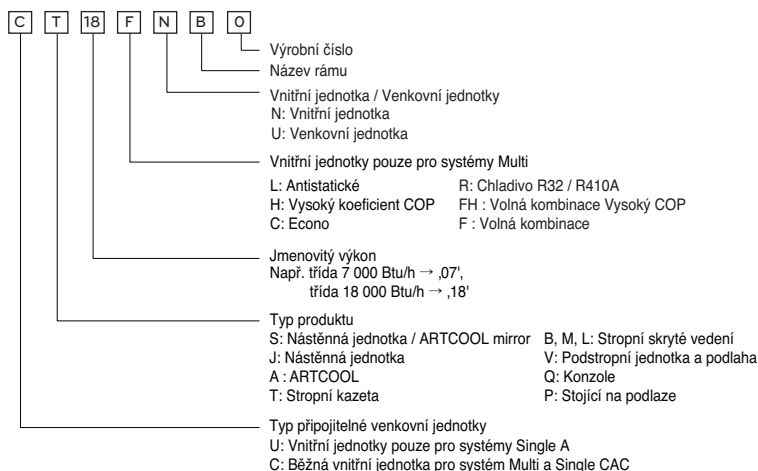 C T 18 F N B 0
Výrobní číslo
Název rámu
Vnitřní jednotka / Venkovní jednotky
N: Vnitřní jednotka
U: Venkovní jednotka
Vnitřní jednotky pouze pro systémy Multi
L: Antistatické R: Chladivo R32 / R410A
H: Vysoký koeficient COP FH : Volná kombinace Vysoký COP
C: Econo F : Volná kombinace
Jmenovitý výkon
Např. třída 7 000 Btu/h → ‚07',
třída 18 000 Btu/h → ‚18'
Typ produktu
S: Nástěnná jednotka / ARTCOOL mirror B, M, L: Stropní skryté vedení
J: Nástěnná jednotka V: Podstropní jednotka a podlaha
A : ARTCOOL Q: Konzole
T: Stropní kazeta P: Stojící na podlaze
Typ připojitelné venkovní jednotky
U: Vnitřní jednotky pouze pro systémy Single A
C: Běžná vnitřní jednotka pro systém Multi a Single CAC